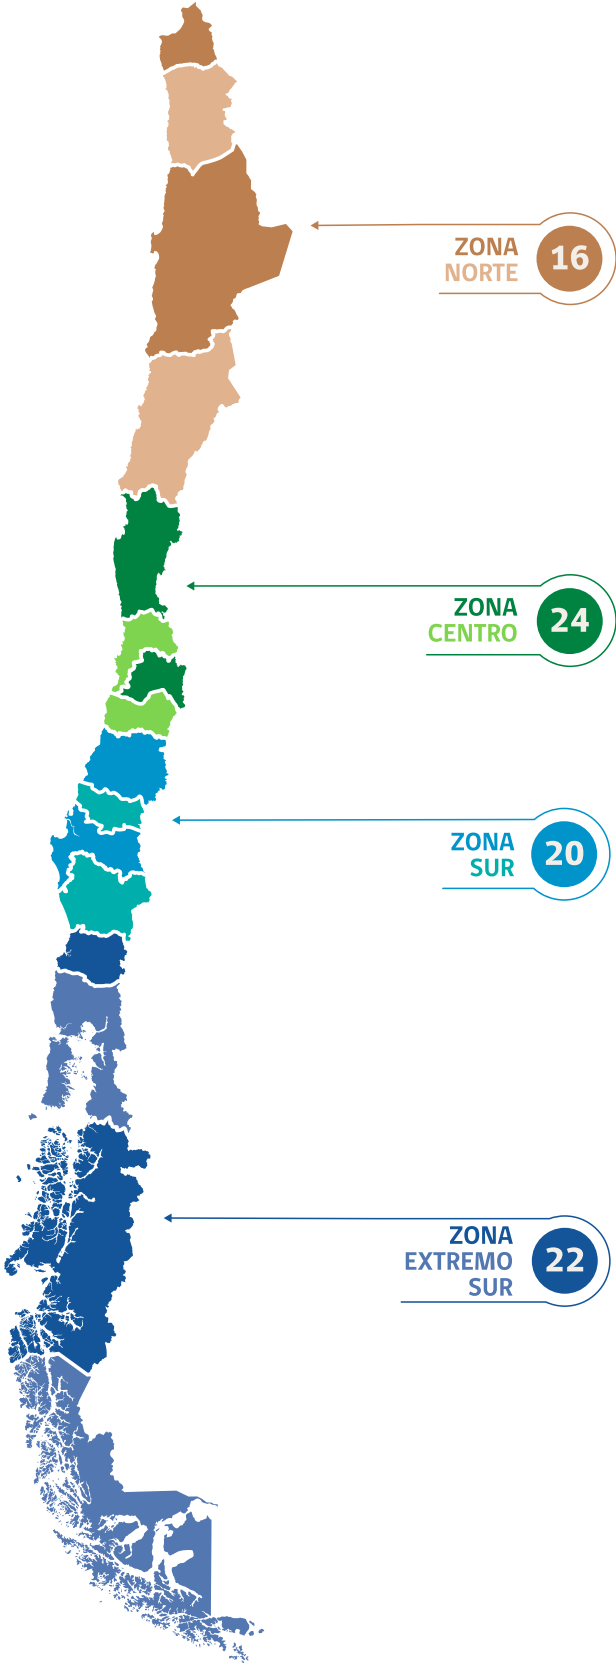 ZONA
NORTE
16
ZONA
CENTRO
24
ZONA
SUR
20
ZONA
EXTREMO
SUR
22